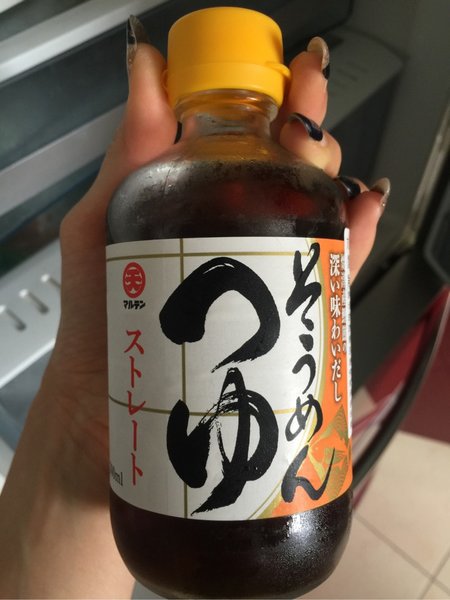 そうめん
つゆ
天
マルテン
ストレート
深い味わいだし